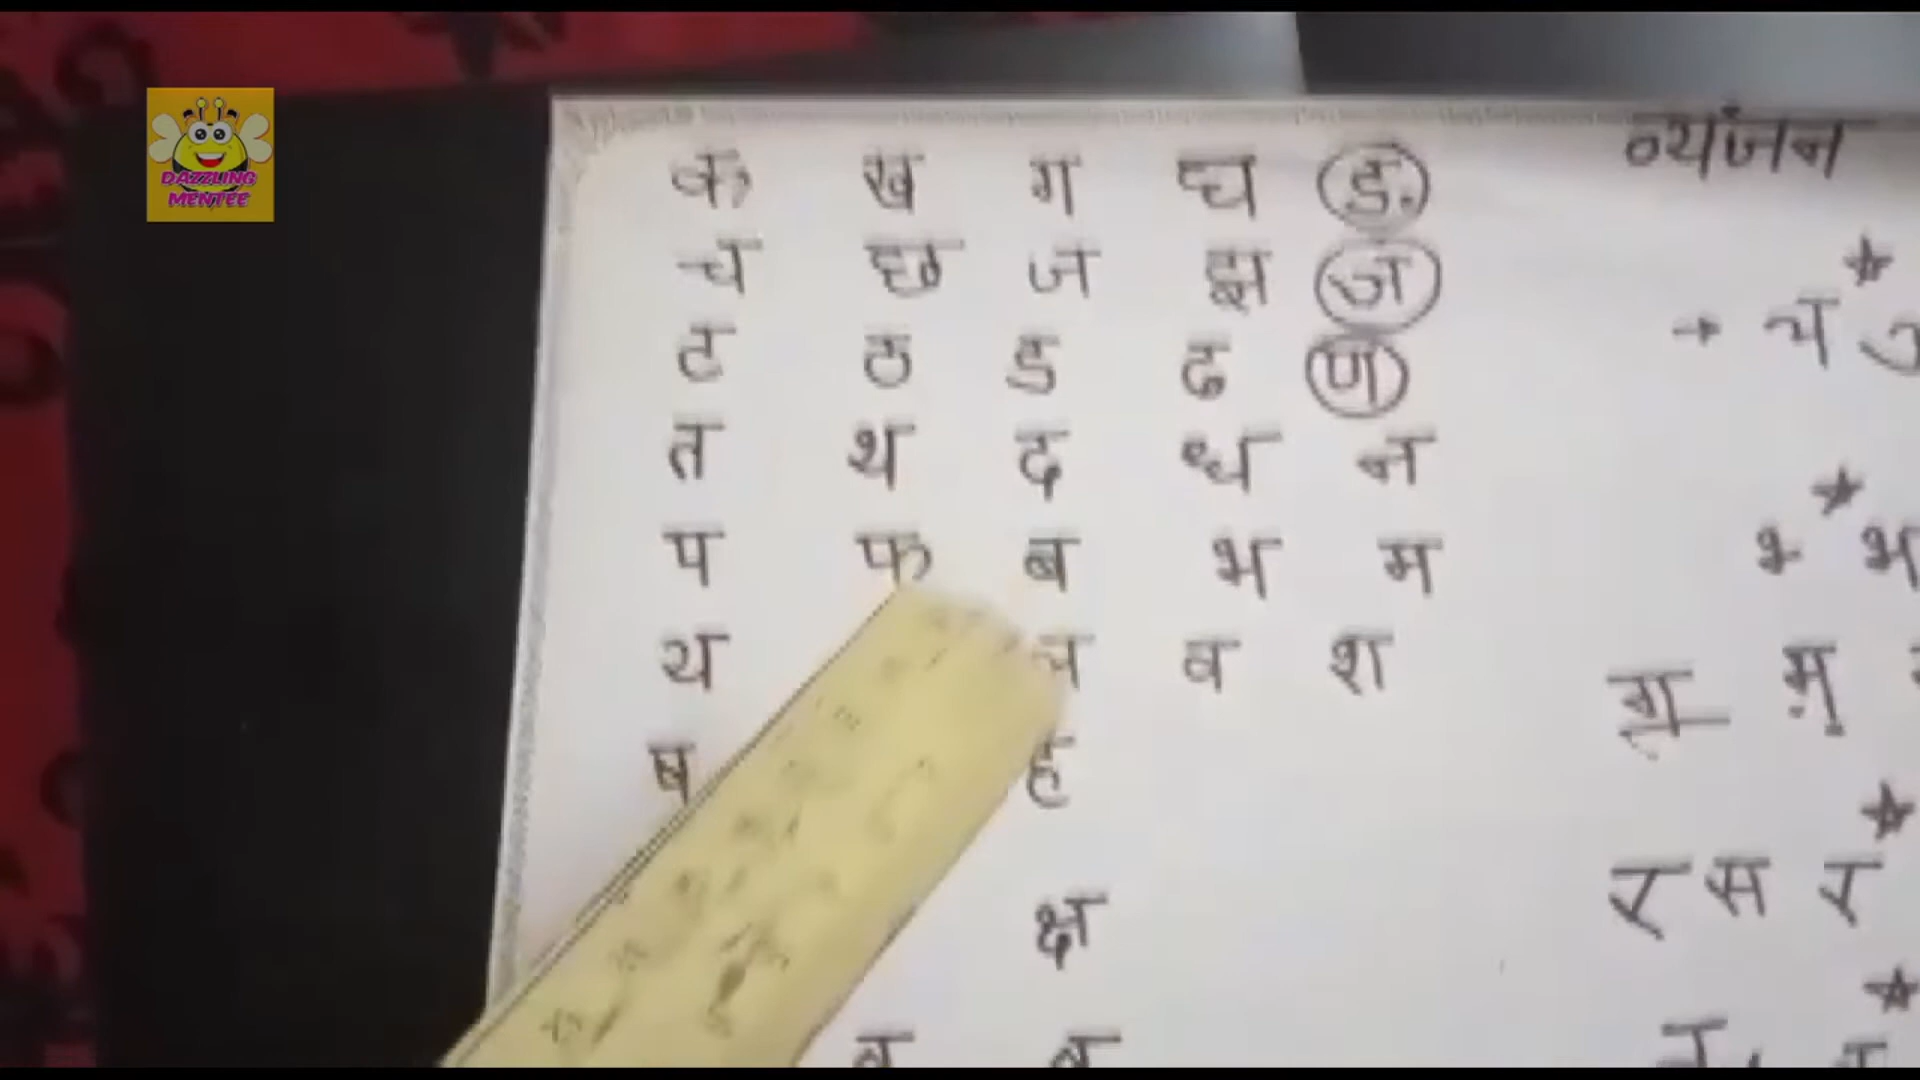 DAZZLING
MENTEE
व्यंजन
क ख ग घ ङ
च छ ज झ ञ
ट ठ ड ढ ण
त थ द ध न
प फ ब भ म
य व श
ष ह
क्ष
भ
ग म
र स र